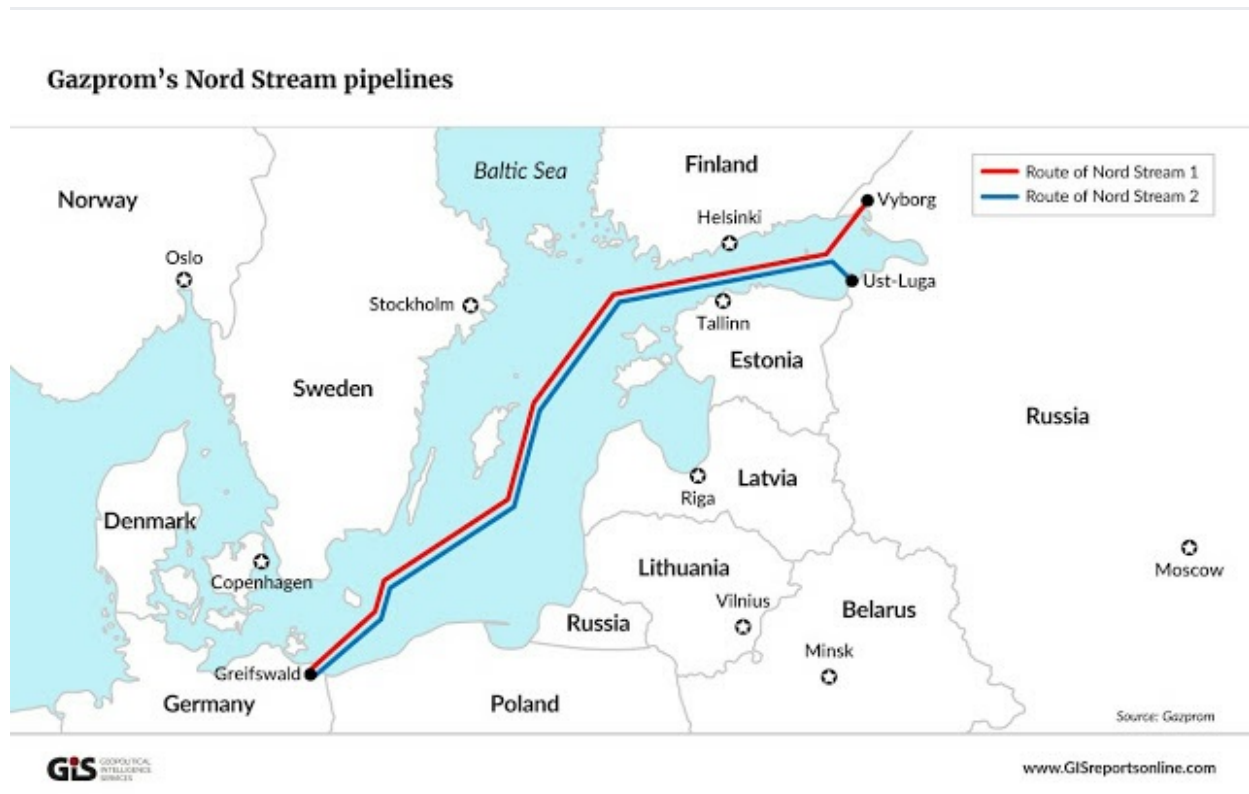 Gazprom's Nord Stream pipelines
Baltic Sea
Finland
Norway
Route of Nord Stream 1
Route of Nord Stream 2
Vyborg
Helsinki
Oslo
Ust-Luga
Stockholm
Tallinn
Estonia
Sweden
Russia
Latvia
Riga
Denmark
Copenhagen
Moscow
Lithuania
Vilnius
Belarus
Russia
Minsk
Greifswald
Germany
Poland
Source: Gazprom
GIS GEOPOLITICAL
INTELLIGENCE
SERVICES
www.GISreportsonline.com